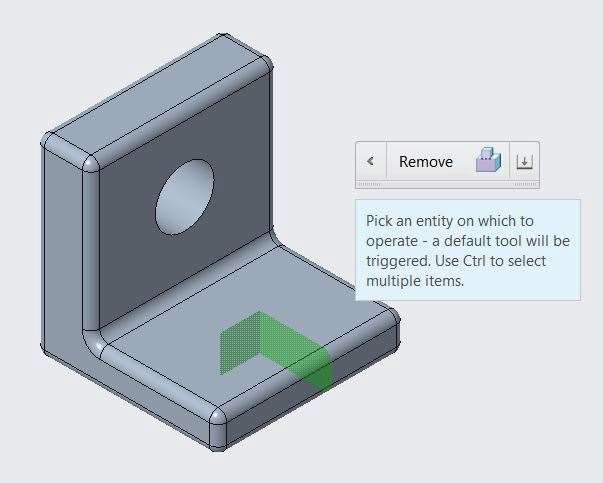 Remove
Pick an entity on which to
operate - a default tool will be
triggered. Use Ctrl to select
multiple items.